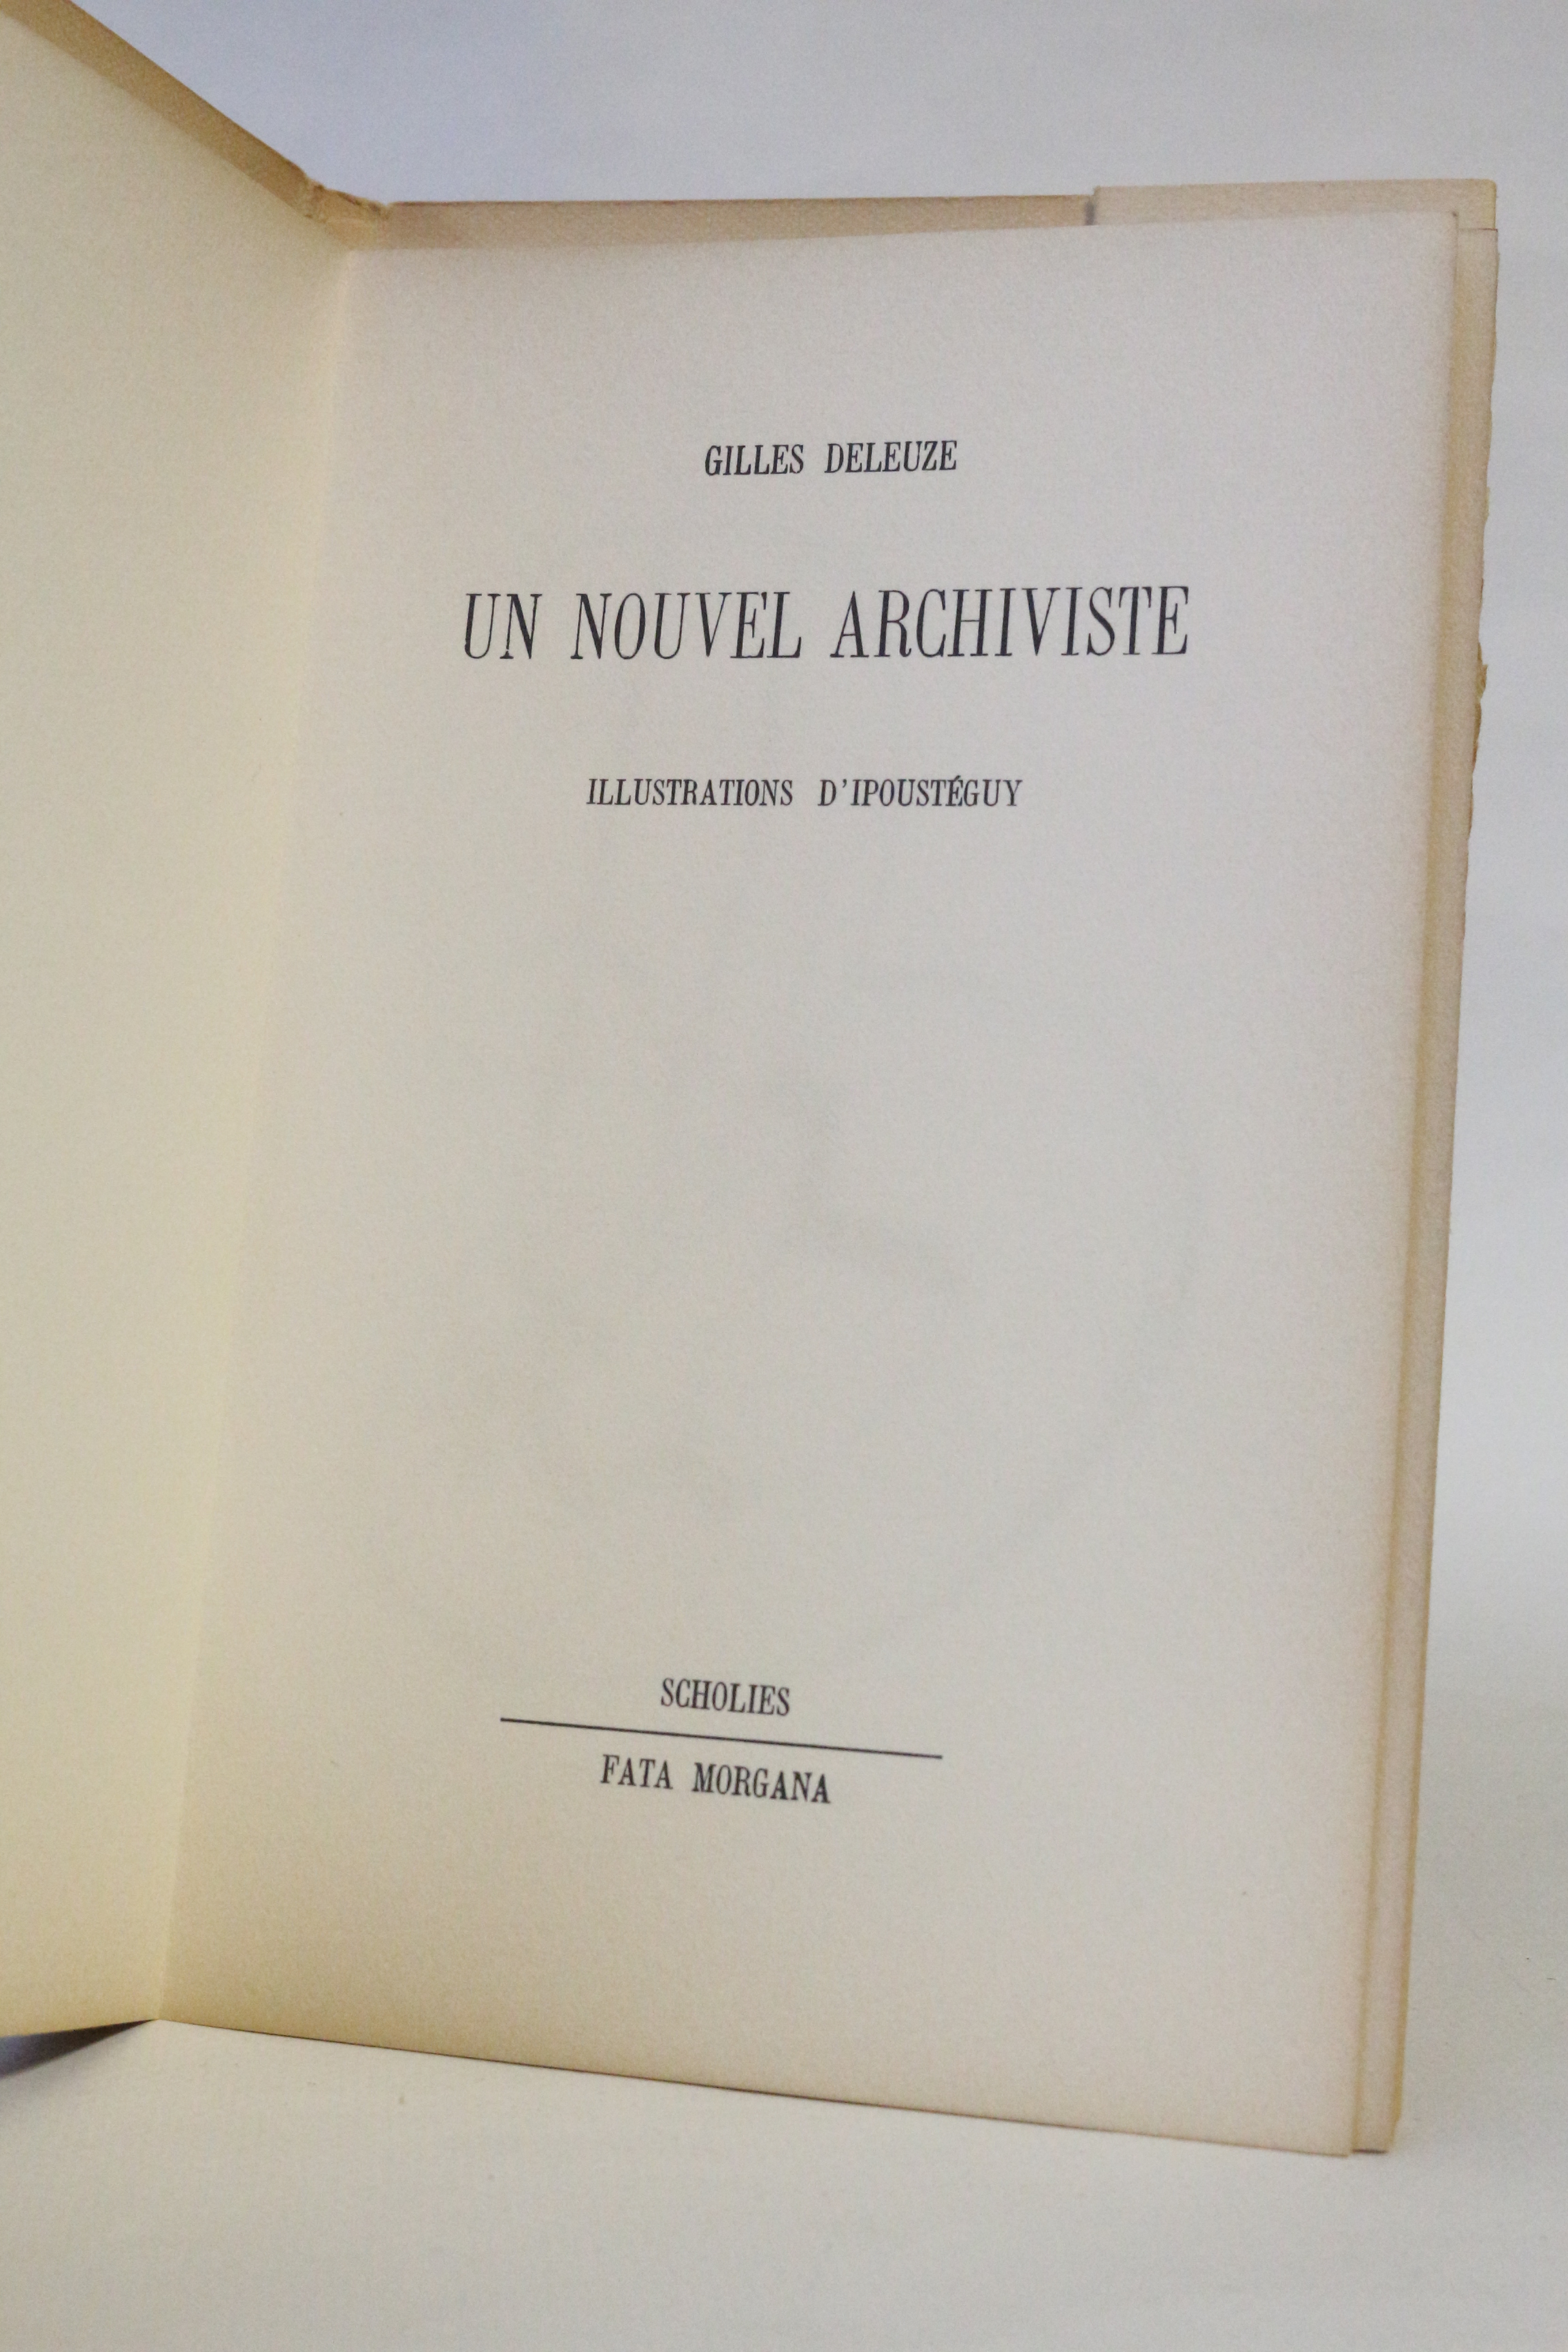 GILLES DELEUZE
UN NOUVEL ARCHIVISTE
ILLUSTRATIONS D'IPOUSTÉGUY
SCHOLIES
FATA MORGANA